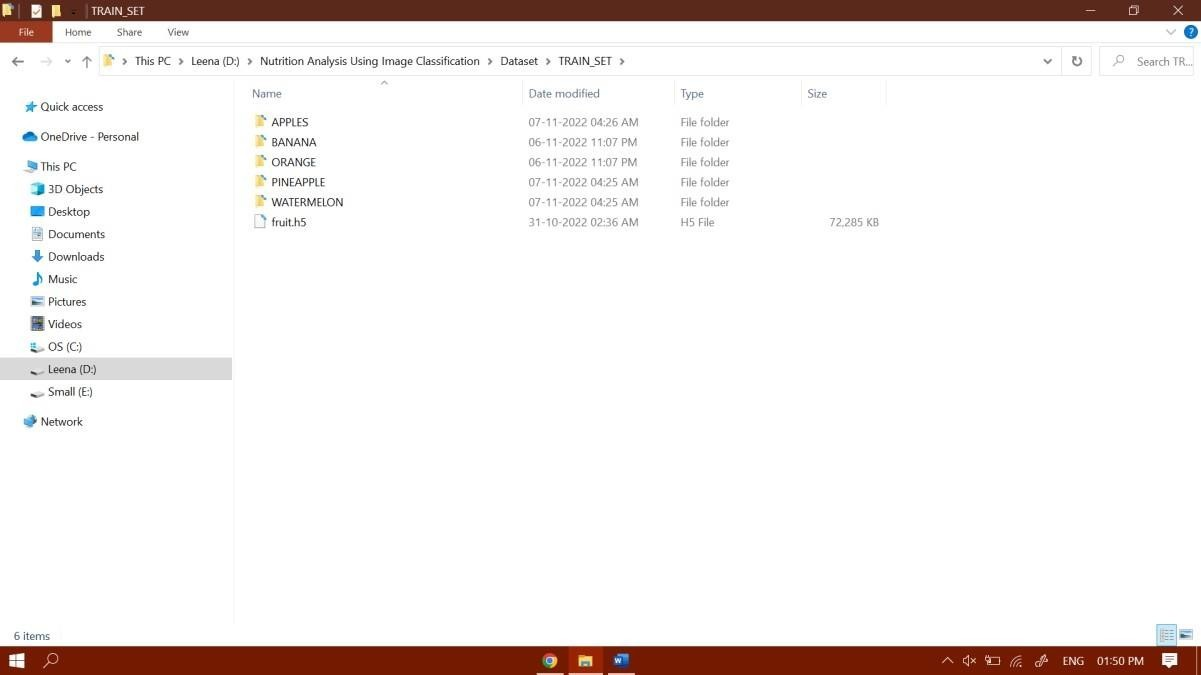 TRAIN_SET
File Home Share View
This PC Leena (D:) Nutrition Analysis Using Image Classification Dataset TRAIN_SET Search TR...
Name Date modified Type Size
Quick access
OneDrive - Personal
This PC
3D Objects
Desktop
Documents
Downloads
Music
Pictures
Videos
OS (C:)
Leena (D:)
Small (E:)
Network
APPLES 07-11-2022 04:26 AM File folder
BANANA 06-11-2022 11:07 PM File folder
ORANGE 06-11-2022 11:07 PM File folder
PINEAPPLE 07-11-2022 04:25 AM File folder
WATERMELON 07-11-2022 04:25 AM File folder
fruit.h5 31-10-2022 02:36 AM H5 File 72,285 KB
6 items
ENG 01:50 PM